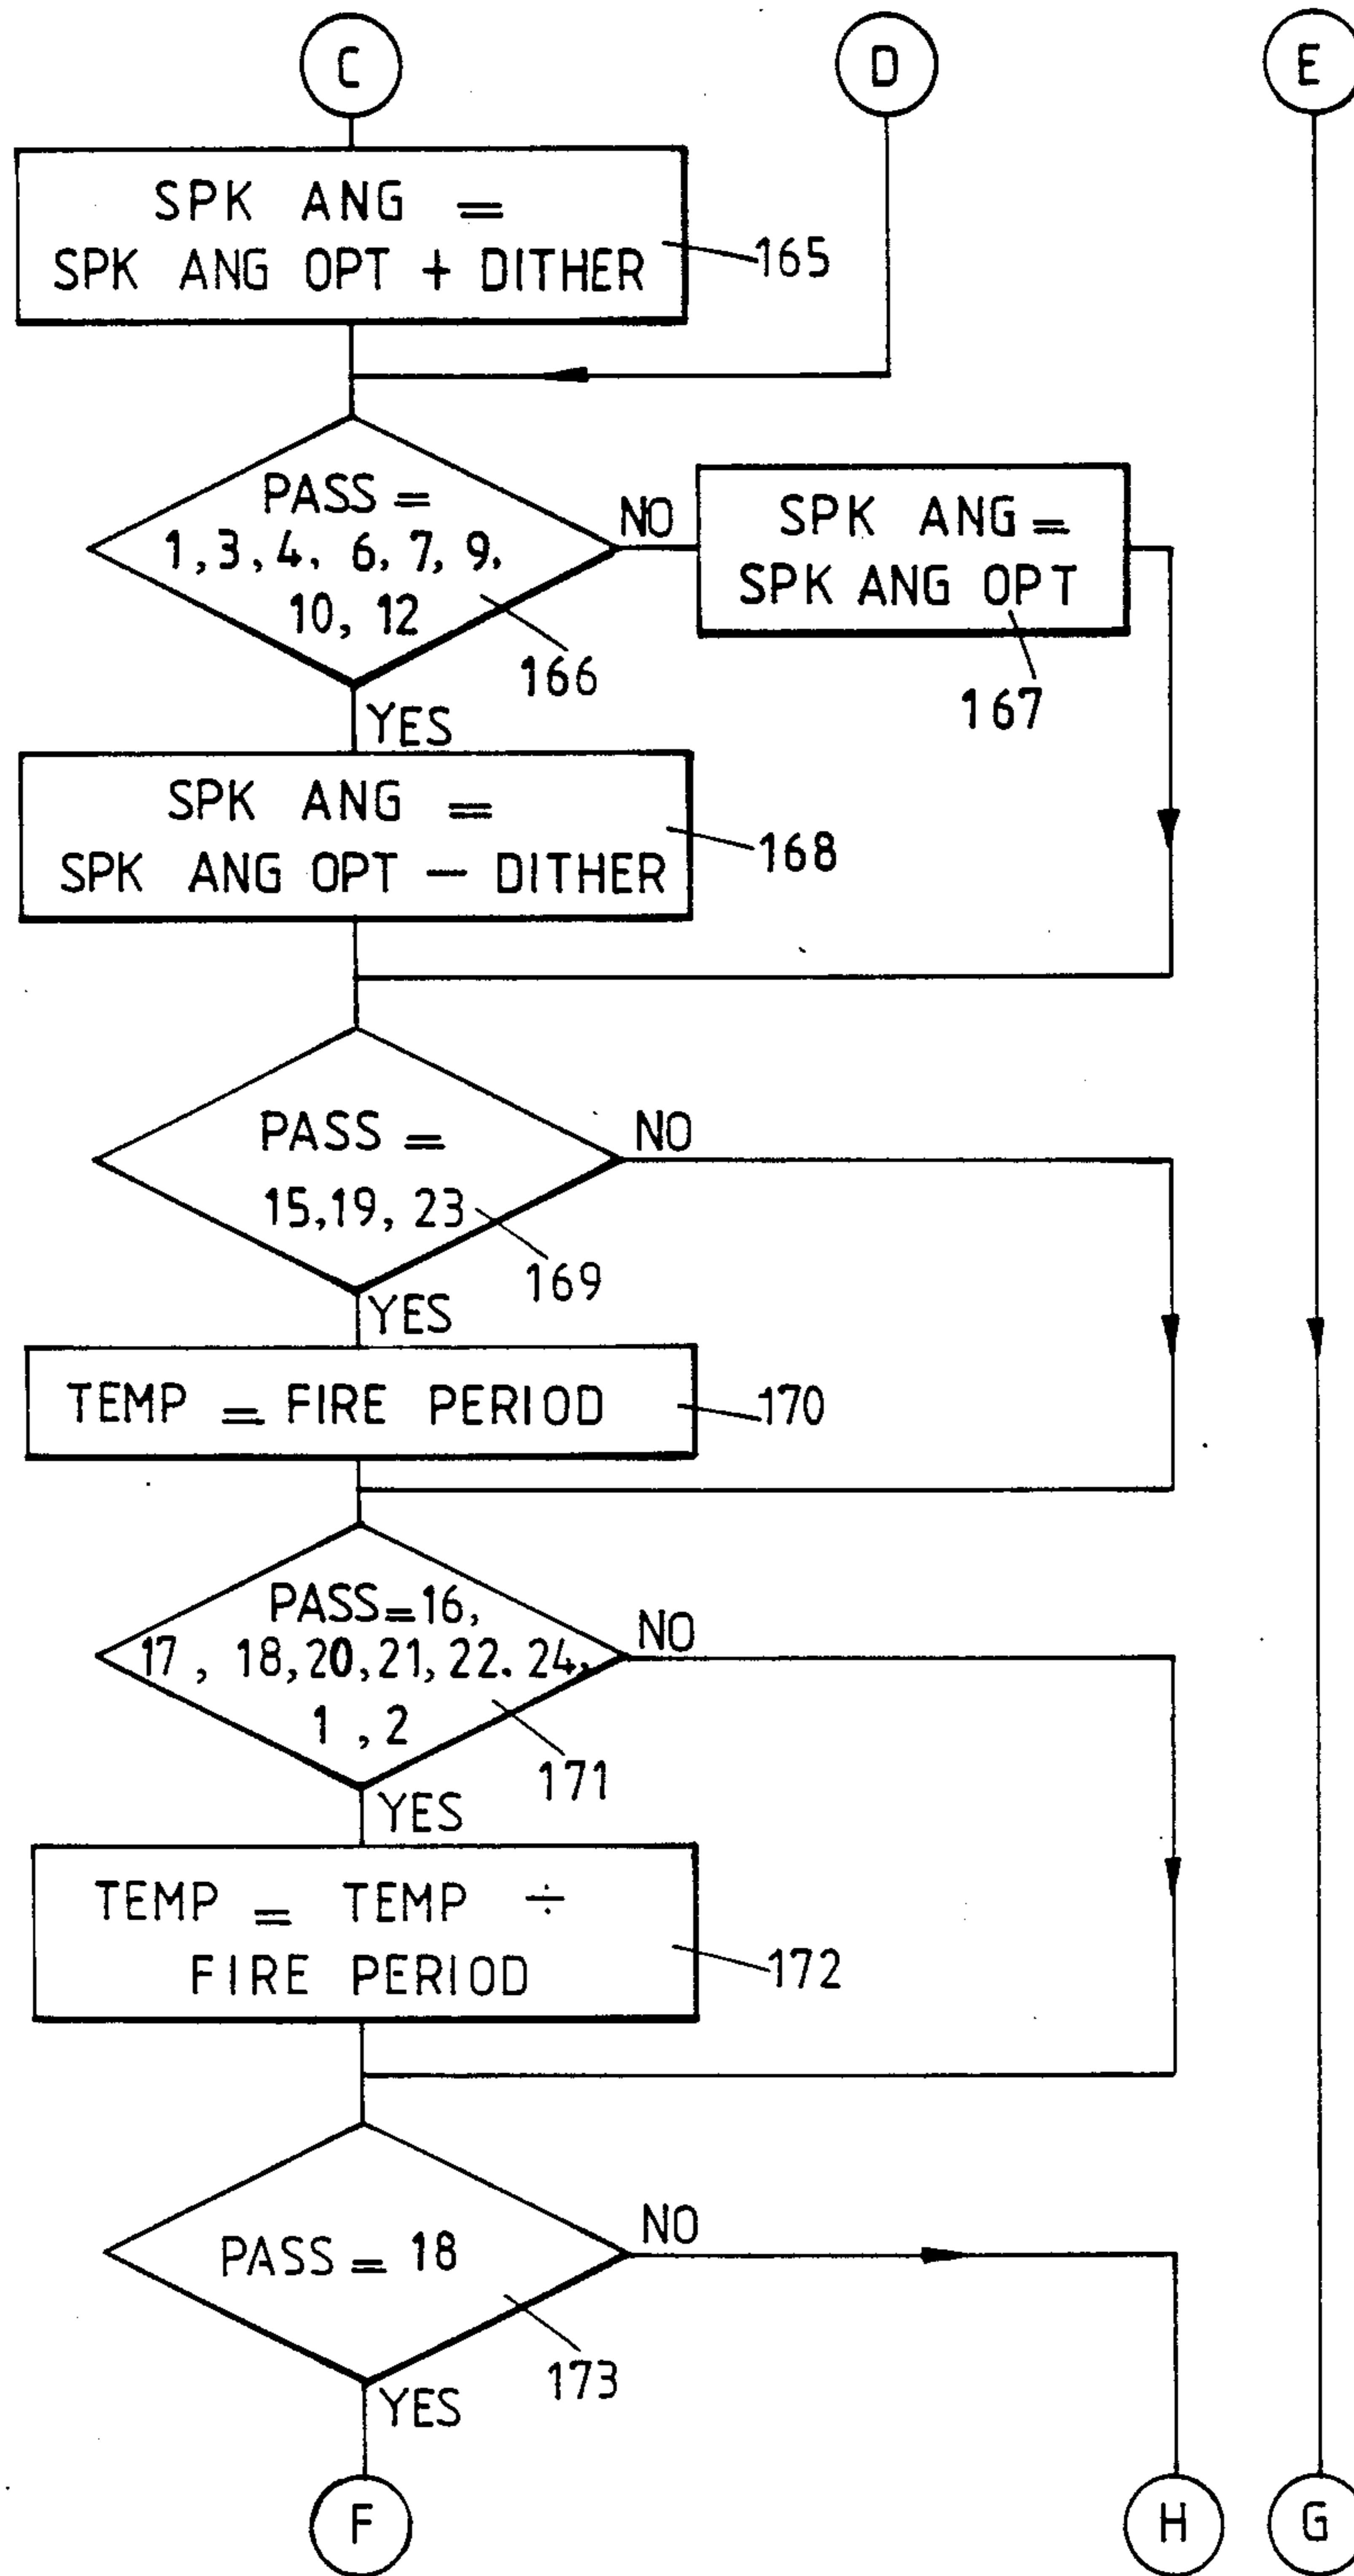 C
D
E
SPK ANG =
SPK ANG OPT + DITHER
165
PASS =
1, 3, 4. 6, 7, 9.
10, 12
166
NO
SPK ANG =
SPK ANG OPT
167
YES
SPK ANG =
SPK ANG OPT − DITHER
168
PASS =
15, 19, 23
169
NO
YES
TEMP = FIRE PERIOD
170
PASS = 16,
17, 18, 20, 21, 22. 24,
1, 2
171
NO
YES
TEMP = TEMP ÷
FIRE PERIOD
172
PASS = 18
173
NO
YES
F
H
G